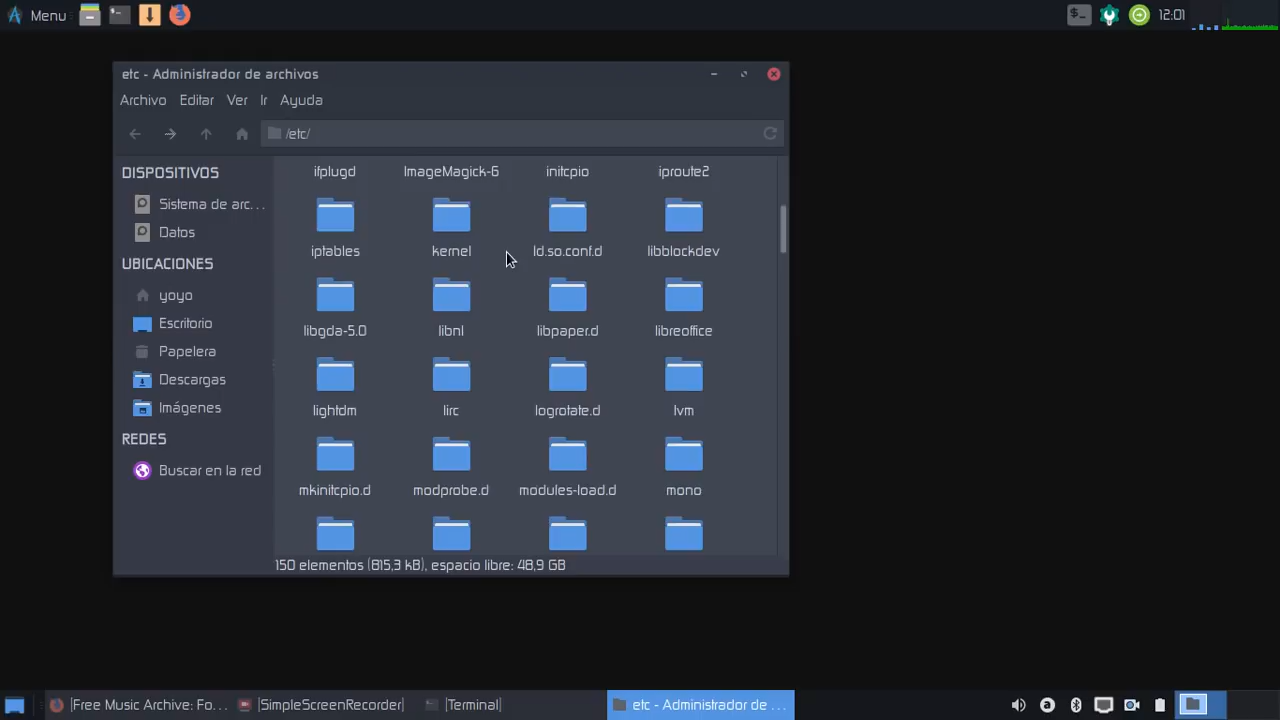 Menu
12:01
etc - Administrador de archivos
Archivo Editar Ver Ir Ayuda
/etc/
DISPOSITIVOS
Sistema de arc...
Datos
UBICACIONES
yoyo
Escritorio
Papelera
Descargas
Imágenes
REDES
Buscar en la red
ifplugd ImageMagick-6 initcpio iproute2
iptables kernel ld.so.conf.d libblockdev
libgda-5.0 libnl libpaper.d libreoffice
lightdm lirc logrotate.d lvm
mkinitcpio.d modprobe.d modules-load.d mono
150 elementos (815,3 kB), espacio libre: 48,9 GB
[Free Music Archive: Fo... [SimpleScreenRecorder] [Terminal] etc - Administrador de ...